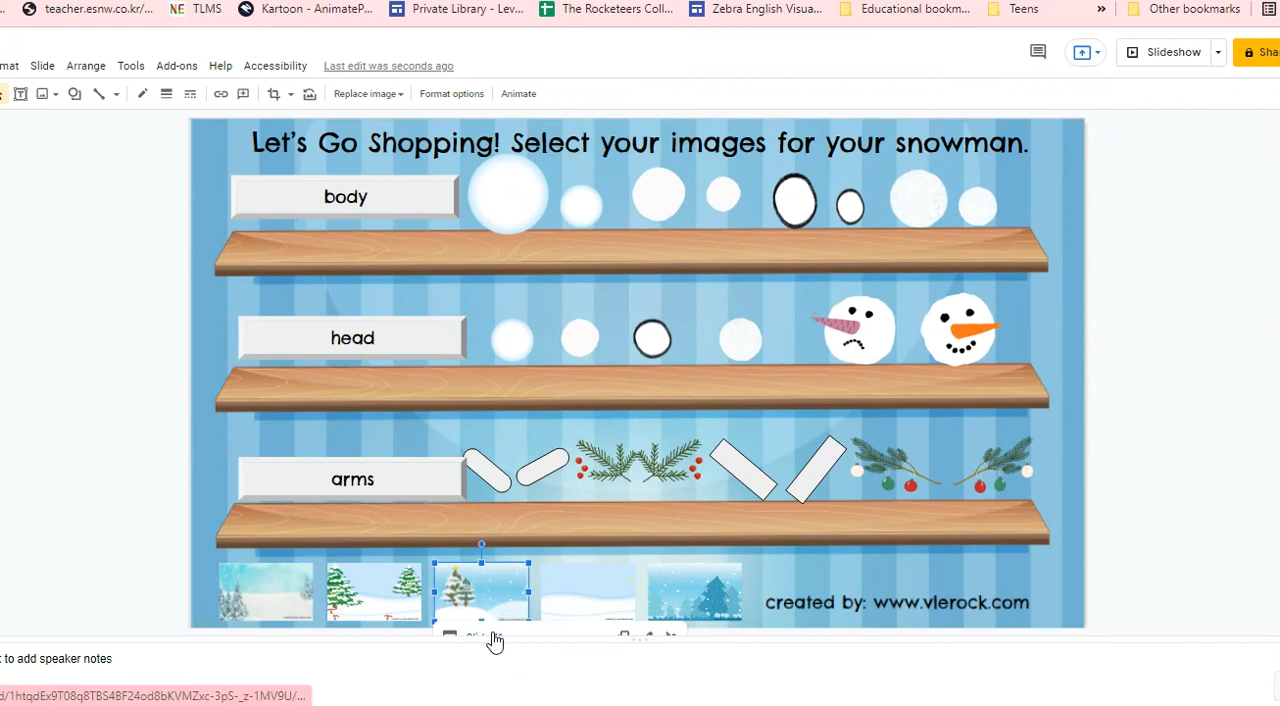 teacher.esnw.co.kr/... NE TLMS Kartoon - AnimateP... Private Library - Lev... The Rocketeers Coll... Zebra English Visua... Educational bookm... Teens » Other bookmarks
mat Slide Arrange Tools Add-ons Help Accessibility Last edit was seconds ago Slideshow Sha
Replace image Format options Animate
Let's Go Shopping! Select your images for your snowman.
body
head
arms
created by: www.vlerock.com
t to add speaker notes
d/1htqdEx9T08q8TBS4BF24od8bKVMZxc-3pS-_z-1MV9U/...